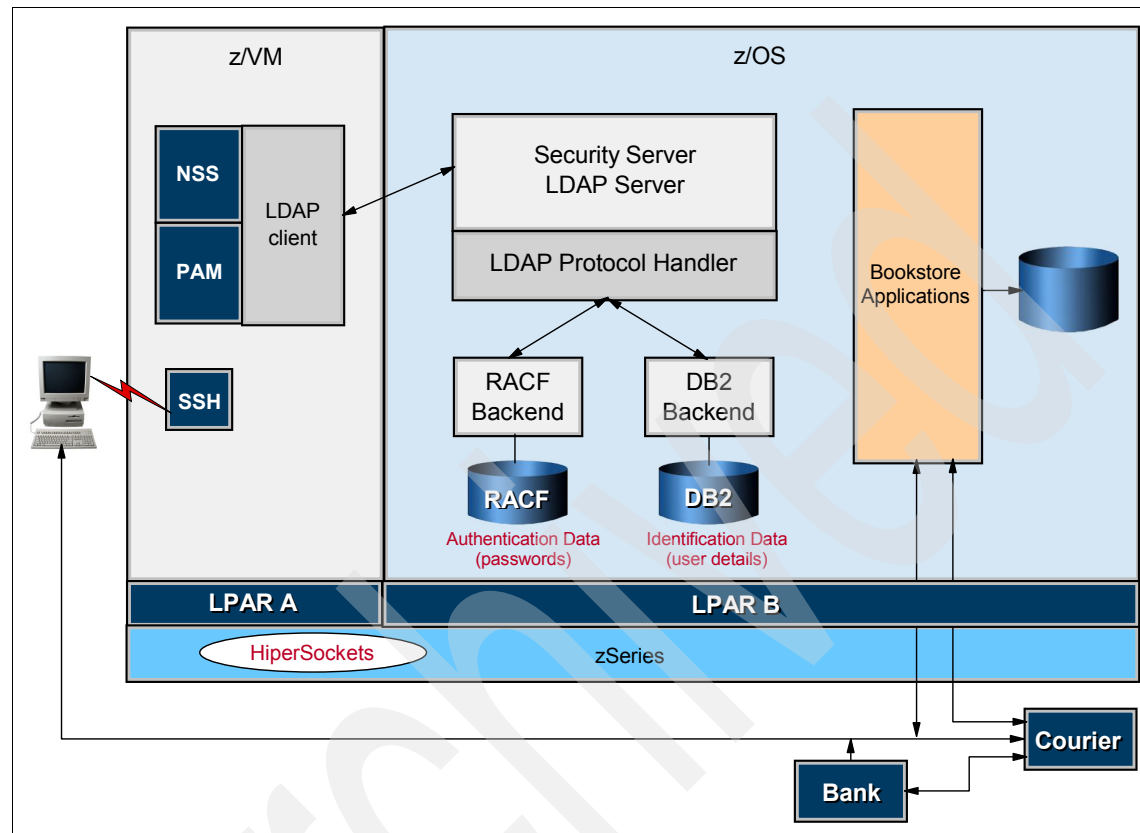 z/VM
z/OS
NSS
PAM
LDAP
client
SSH
Security Server
LDAP Server
LDAP Protocol Handler
RACF
Backend
DB2
Backend
RACF
DB2
Authentication Data
(passwords)
Identification Data
(user details)
Bookstore
Applications
LPAR A
LPAR B
HiperSockets
zSeries
Courier
Bank